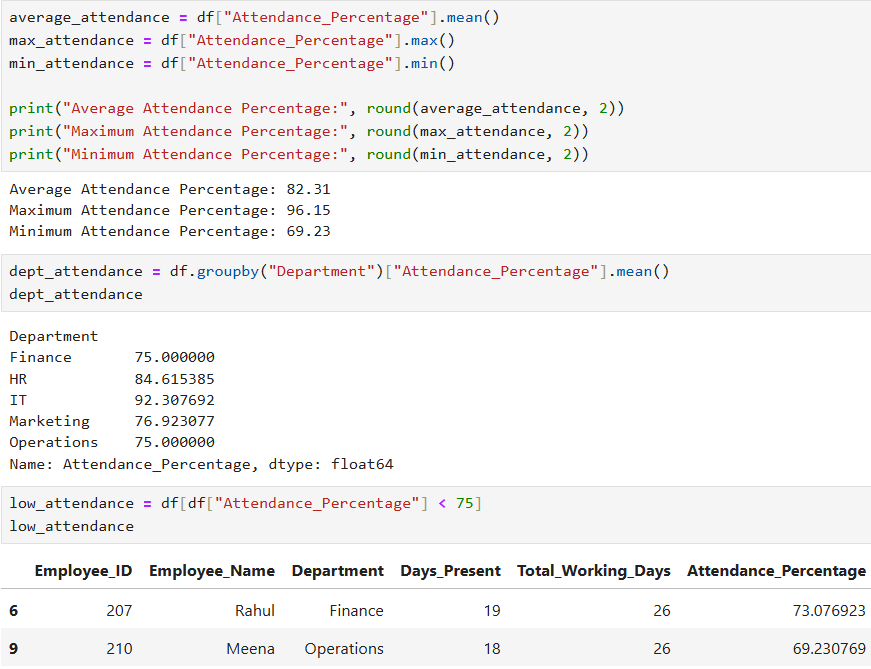 average_attendance = df["Attendance_Percentage"].mean()
max_attendance = df["Attendance_Percentage"].max()
min_attendance = df["Attendance_Percentage"].min()
print("Average Attendance Percentage:", round(average_attendance, 2))
print("Maximum Attendance Percentage:", round(max_attendance, 2))
print("Minimum Attendance Percentage:", round(min_attendance, 2))
Average Attendance Percentage: 82.31
Maximum Attendance Percentage: 96.15
Minimum Attendance Percentage: 69.23
dept_attendance = df.groupby("Department")["Attendance_Percentage"].mean()
dept_attendance
Department
Finance 75.000000
HR 84.615385
IT 92.307692
Marketing 76.923077
Operations 75.000000
Name: Attendance_Percentage, dtype: float64
low_attendance = df[df["Attendance_Percentage"] < 75]
low_attendance
Employee_ID Employee_Name Department Days_Present Total_Working_Days Attendance_Percentage
6 207 Rahul Finance 19 26 73.076923
9 210 Meena Operations 18 26 69.230769